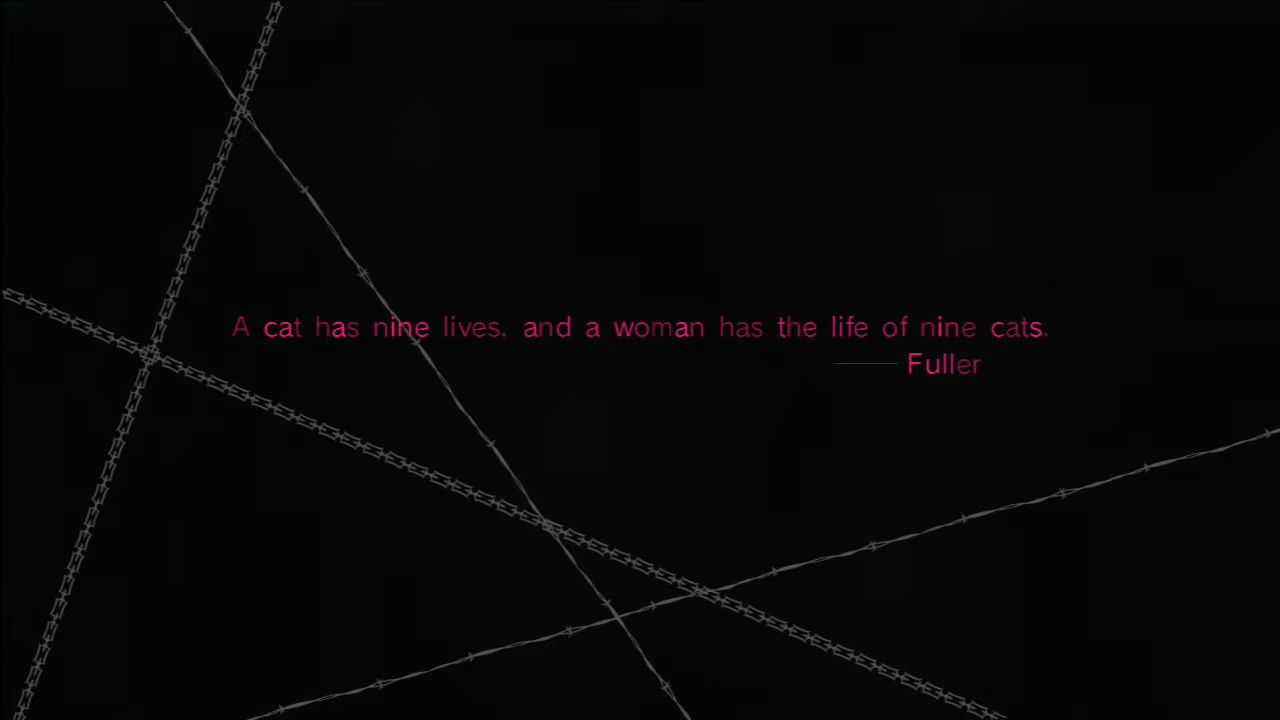 A cat has nine lives, and a woman has the life of nine cats.
—— Fuller